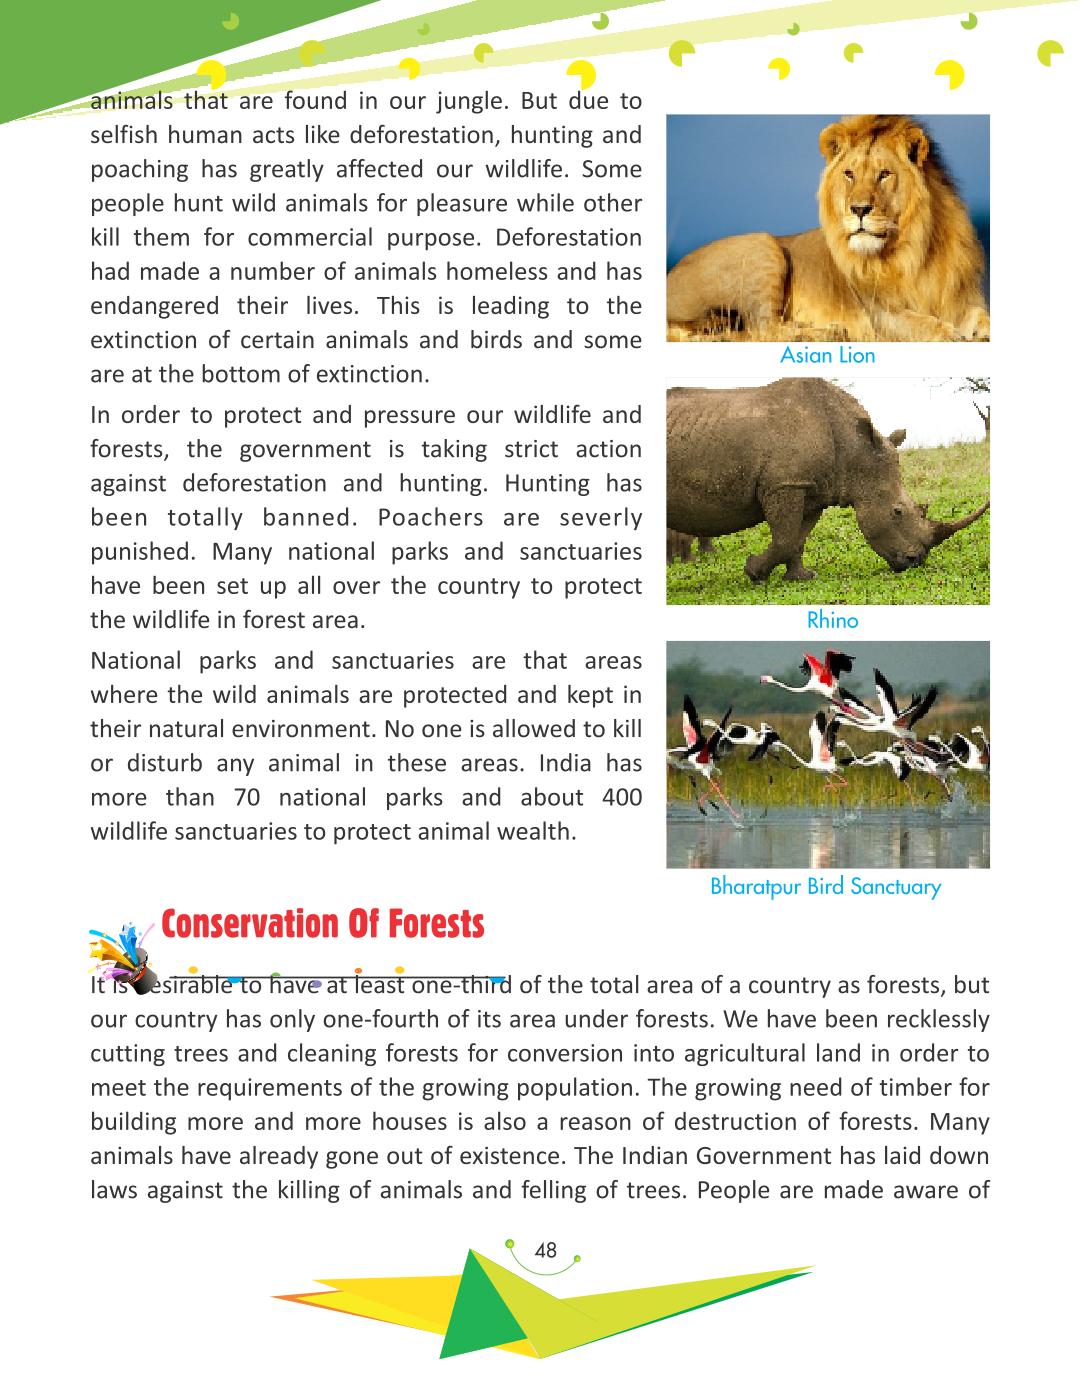 animals that are found in our jungle. But due to
selfish human acts like deforestation, hunting and
poaching has greatly affected our wildlife. Some
people hunt wild animals for pleasure while other
kill them for commercial purpose. Deforestation
had made a number of animals homeless and has
endangered their lives. This is leading to the
extinction of certain animals and birds and some
are at the bottom of extinction.
In order to protect and pressure our wildlife and
forests, the government is taking strict action
against deforestation and hunting. Hunting has
been totally banned. Poachers are severly
punished. Many national parks and sanctuaries
have been set up all over the country to protect
the wildlife in forest area.
National parks and sanctuaries are that areas
where the wild animals are protected and kept in
their natural environment. No one is allowed to kill
or disturb any animal in these areas. India has
more than 70 national parks and about 400
wildlife sanctuaries to protect animal wealth.
Asian Lion
Rhino
Bharatpur Bird Sanctuary
Conservation Of Forests
It is desirable to have at least one-third of the total area of a country as forests, but
our country has only one-fourth of its area under forests. We have been recklessly
cutting trees and cleaning forests for conversion into agricultural land in order to
meet the requirements of the growing population. The growing need of timber for
building more and more houses is also a reason of destruction of forests. Many
animals have already gone out of existence. The Indian Government has laid down
laws against the killing of animals and felling of trees. People are made aware of
48